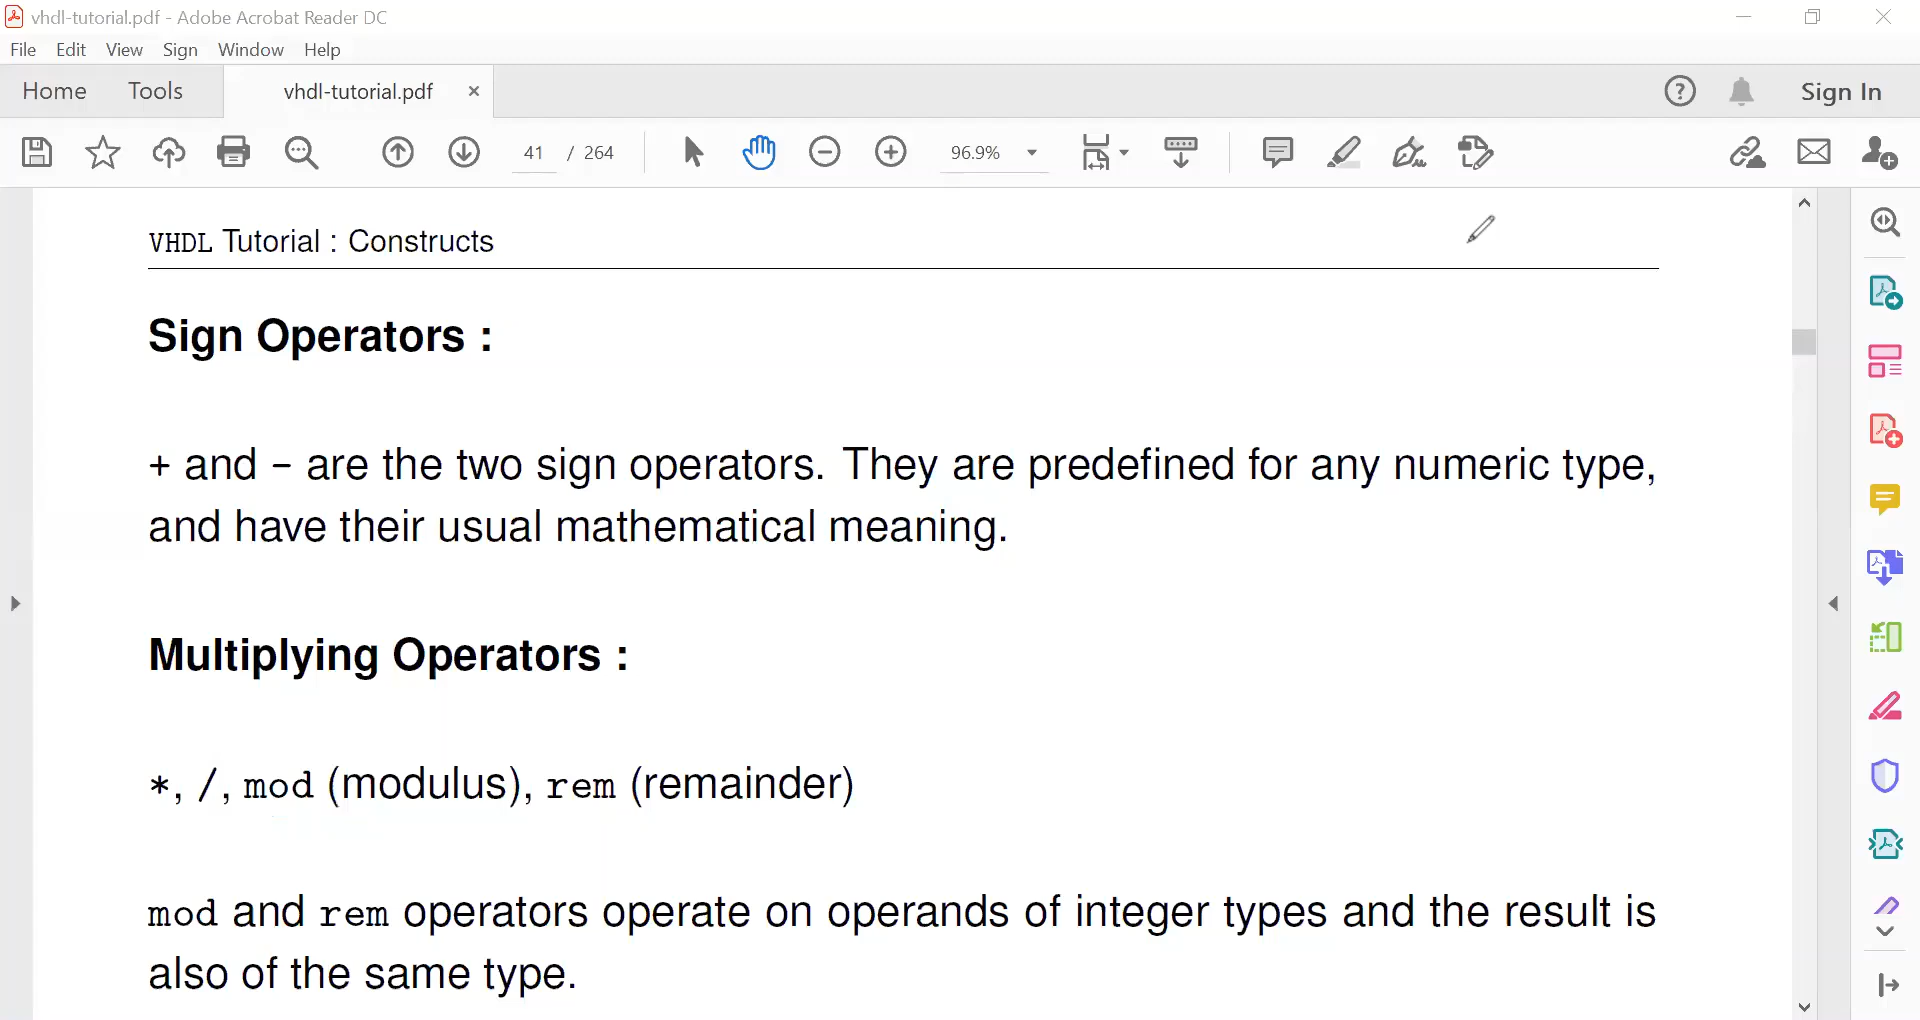 vhdl-tutorial.pdf - Adobe Acrobat Reader DC
File Edit View Sign Window Help
Home Tools vhdl-tutorial.pdf × Sign In
41 / 264 96.9%
VHDL Tutorial : Constructs
Sign Operators :
+ and - are the two sign operators. They are predefined for any numeric type,
and have their usual mathematical meaning.
Multiplying Operators :
*, /, mod (modulus), rem (remainder)
mod and rem operators operate on operands of integer types and the result is
also of the same type.